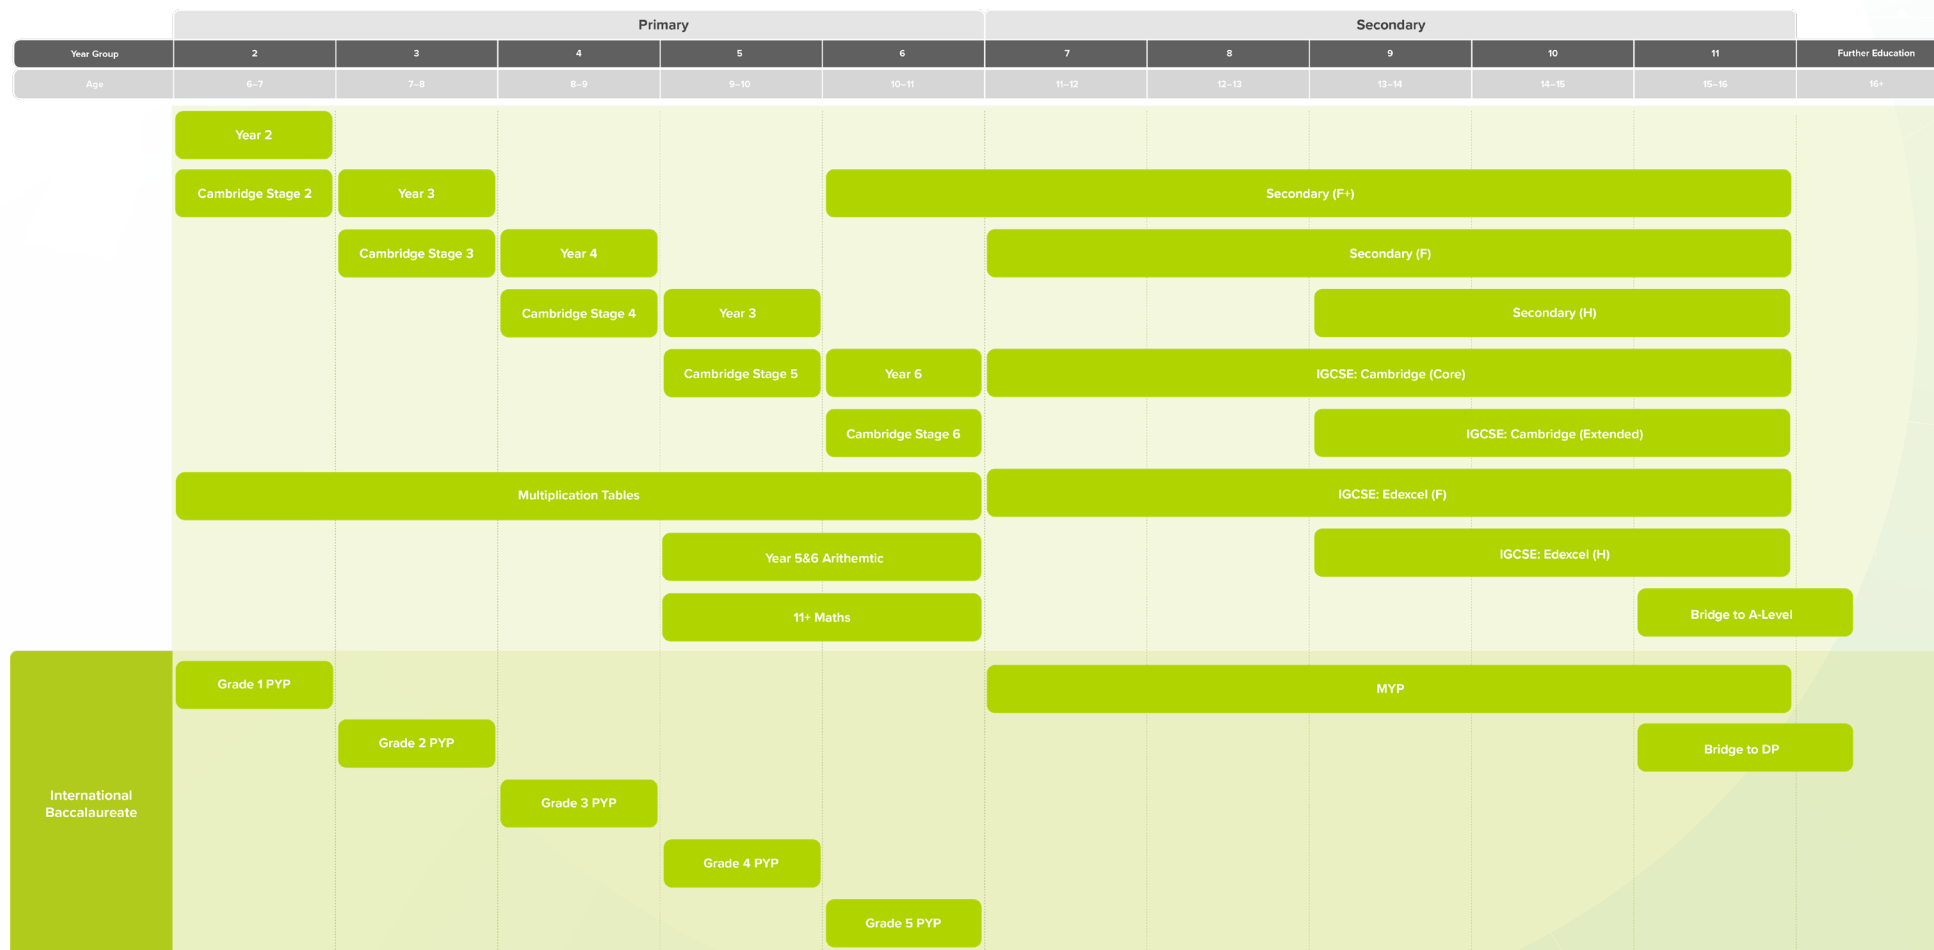 Primary Secondary
Year Group 2 3 4 5 6 7 8 9 10 11 Further Education
Age 6–7 7–8 8–9 9–10 10–11 11–12 12–13 13–14 14–15 15–16 16+
Year 2
Cambridge Stage 2 Year 3 Secondary (F+)
Cambridge Stage 3 Year 4 Secondary (F)
Cambridge Stage 4 Year 3 Secondary (H)
Cambridge Stage 5 Year 6 IGCSE: Cambridge (Core)
Cambridge Stage 6 IGCSE: Cambridge (Extended)
Multiplication Tables IGCSE: Edexcel (F)
Year 5&6 Arithemtic IGCSE: Edexcel (H)
11+ Maths Bridge to A-Level
Grade 1 PYP MYP
Grade 2 PYP Bridge to DP
International
Baccalaureate
Grade 3 PYP
Grade 4 PYP
Grade 5 PYP